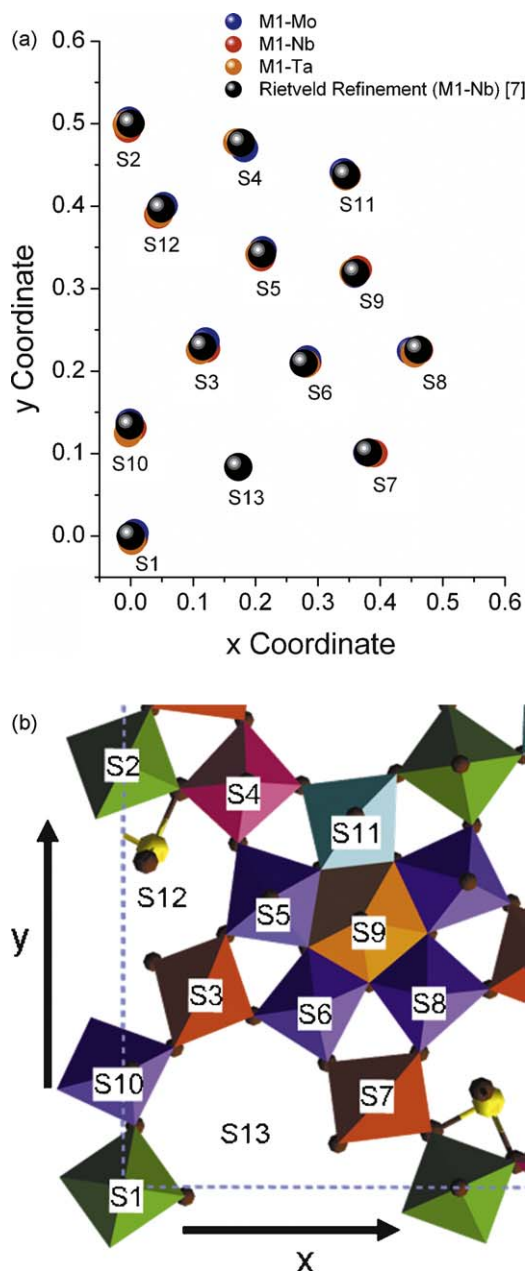 (a)
M1-Mo
M1-Nb
M1-Ta
Rietveld Refinement (M1-Nb) [7]
0.6
0.5
0.4
0.3
0.2
0.1
0.0
y Coordinate
S2
S4
S11
S12
S5
S9
S3
S6
S8
S10
S13
S7
S1
0.0 0.1 0.2 0.3 0.4 0.5 0.6
x Coordinate
(b)
S2
S4
S11
S12
S5
S9
y
S3
S6
S8
S10
S7
S13
S1
x